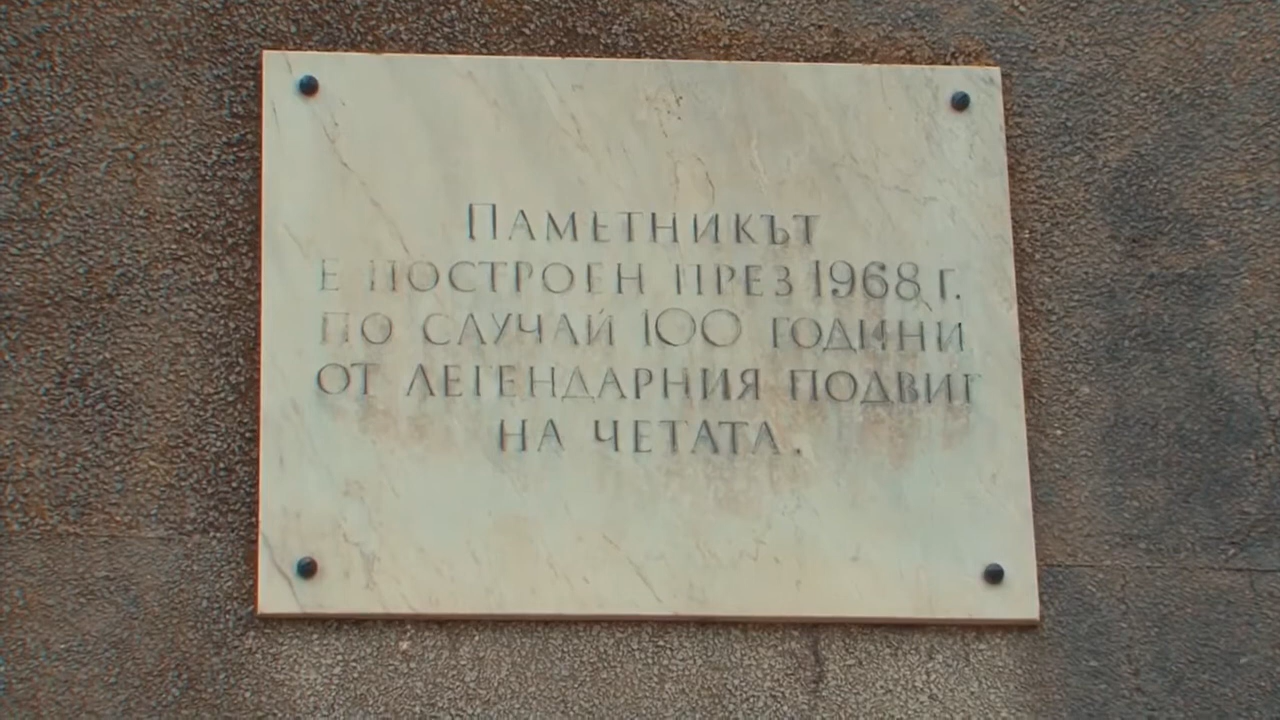 ПАМЕТНИКЪТ
Е ПОСТРОЕН ПРЕЗ 1968 г.
ПО СЛУЧАЙ 100 ГОДИНИ
ОТ ЛЕГЕНДАРНИЯ ПОДВИГ
НА ЧЕТАТА.